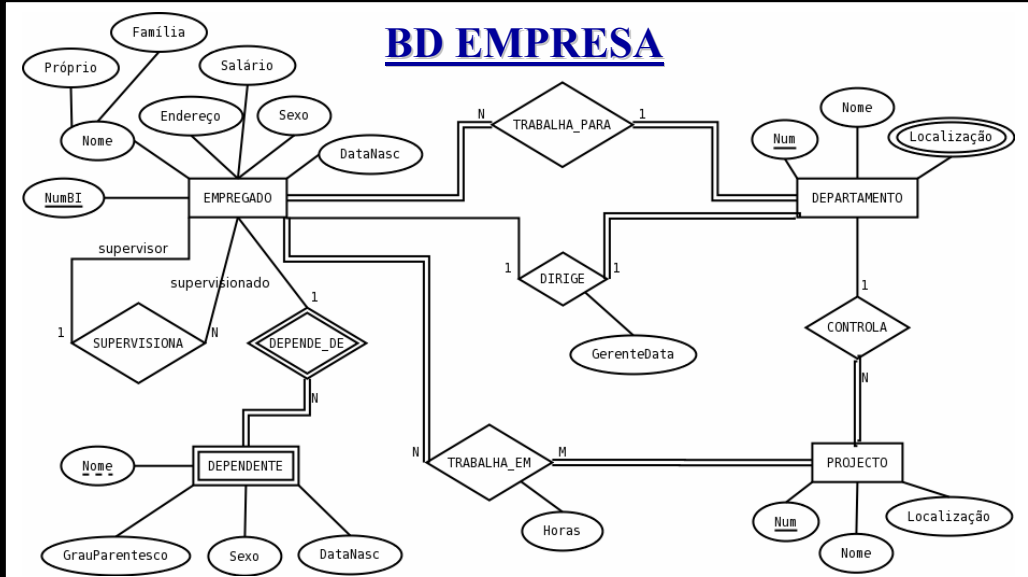 BD EMPRESA
Família
Próprio
Salário
Nome
Endereço
Sexo
DataNasc
NumBI
EMPREGADO
N
TRABALHA_PARA
1
Nome
Num
Localização
DEPARTAMENTO
supervisor
supervisionado
1
SUPERVISIONA
N
1
DEPENDE_DE
N
1
DIRIGE
1
GerenteData
1
CONTROLA
N
Nome
DEPENDENTE
GrauParentesco
Sexo
DataNasc
N
TRABALHA_EM
M
Horas
PROJECTO
Num
Nome
Localização